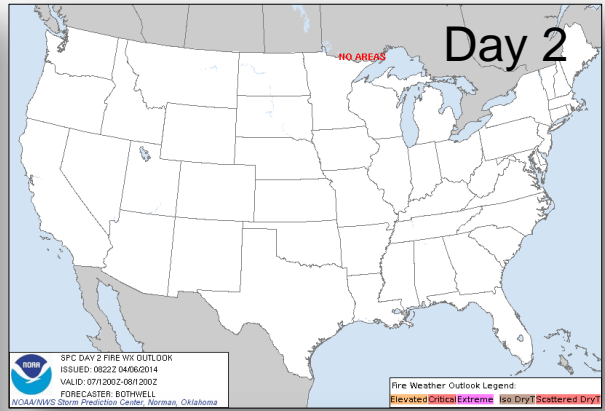 Day 2
NO AREAS
NOAA
SPC DAY 2 FIRE WX OUTLOOK
ISSUED: 0822Z 04/06/2014
VALID: 07/1200Z-08/1200Z
FORECASTER: BOTHWELL
NOAA/NWS Storm Prediction Center, Norman, Oklahoma
Fire Weather Outlook Legend:
Elevated Critical Extreme Iso DryT Scattered DryT